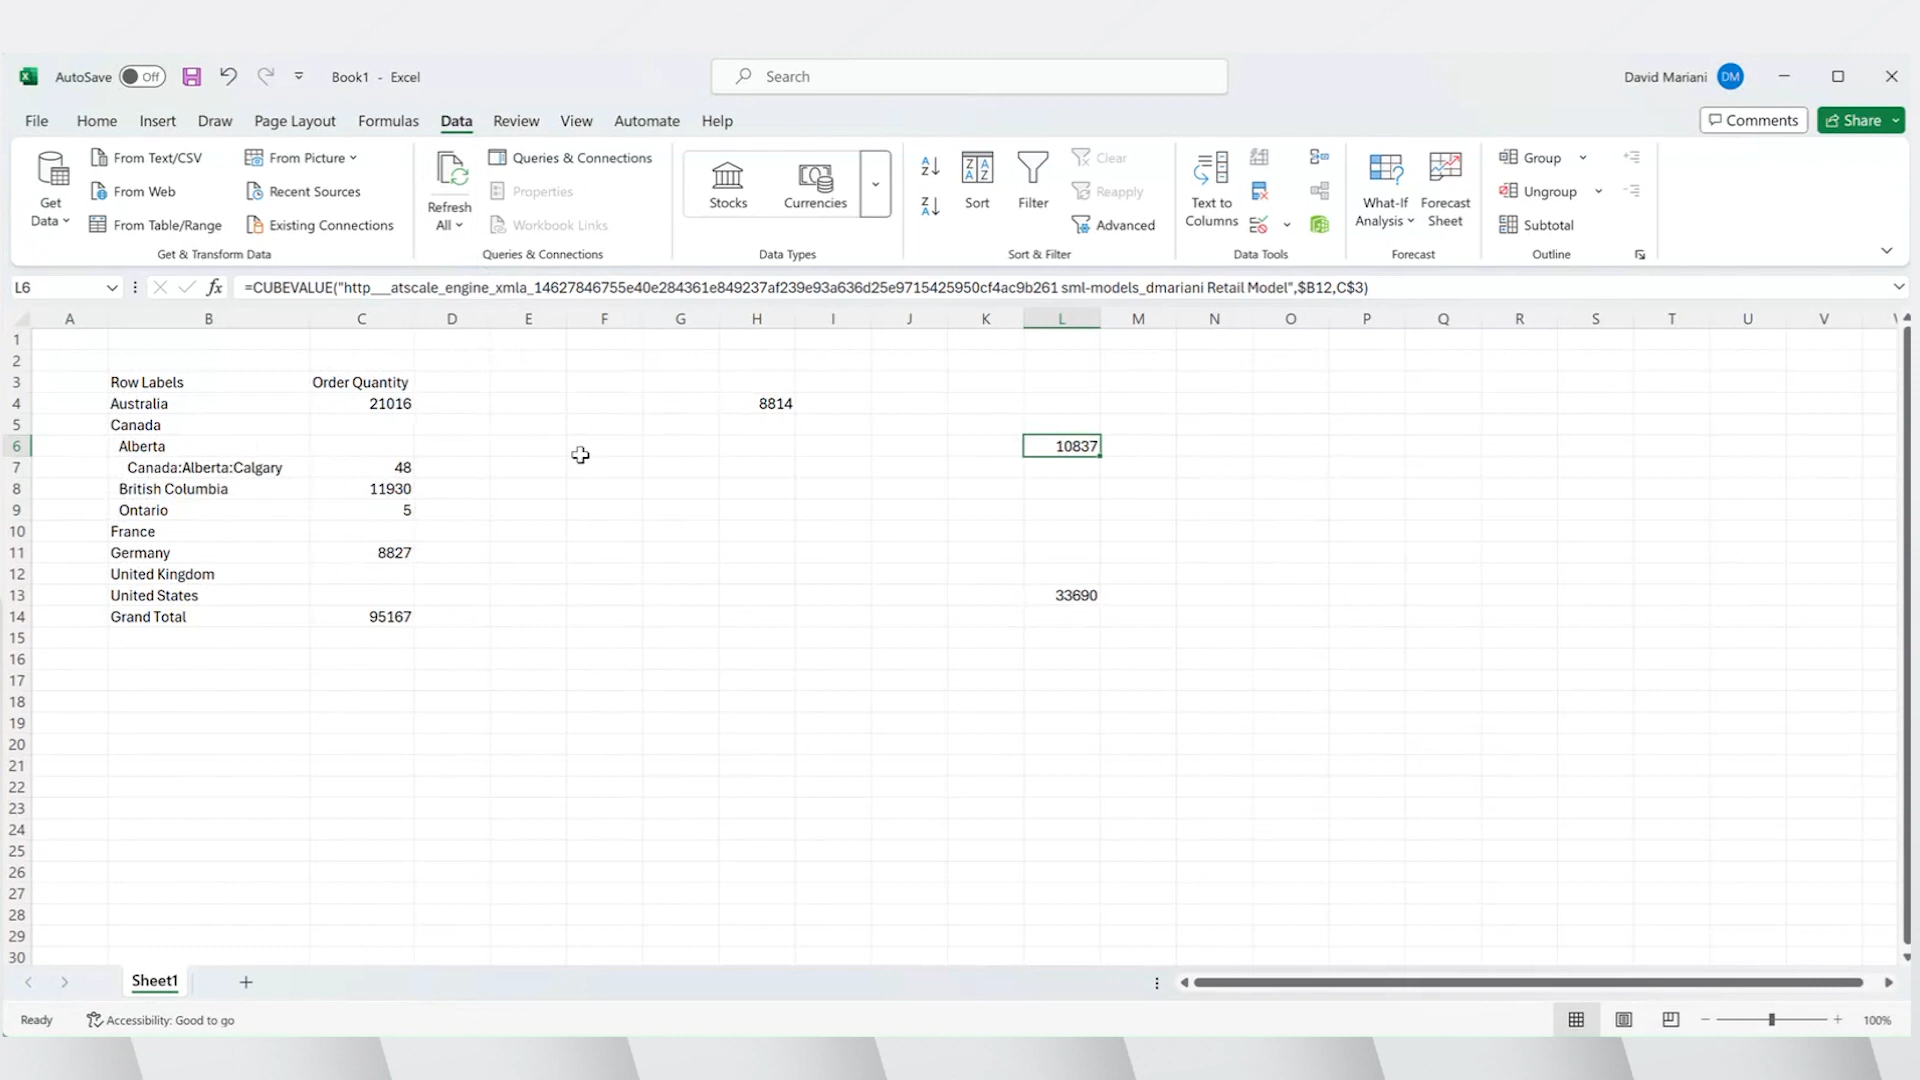 AutoSave Off Book1 - Excel Search David Mariani DM
File Home Insert Draw Page Layout Formulas Data Review View Automate Help Comments Share
Get Data
From Text/CSV
From Web
From Table/Range
From Picture
Recent Sources
Existing Connections
Get & Transform Data
Refresh All
Queries & Connections
Properties
Workbook Links
Queries & Connections
Stocks
Currencies
Data Types
Sort
Filter
Clear
Reapply
Advanced
Sort & Filter
Text to Columns
Data Tools
What-If Analysis
Forecast Sheet
Forecast
Group
Ungroup
Subtotal
Outline
L6 fx =CUBEVALUE("http___atscale_engine_xmla_14627846755e40e284361e849237af239e93a636d25e9715425950cf4ac9b261 sml-models_dmariani Retail Model",$B12,C$3)
A B C D E F G H I J K L M N O P Q R S T U V
1
2
3 Row Labels Order Quantity
4 Australia 21016 8814
5 Canada
6 Alberta 10837
7 Canada:Alberta:Calgary 48
8 British Columbia 11930
9 Ontario 5
10 France
11 Germany 8827
12 United Kingdom
13 United States 33690
14 Grand Total 95167
15
16
17
18
19
20
21
22
23
24
25
26
27
28
29
30
Sheet1
Ready Accessibility: Good to go 100%